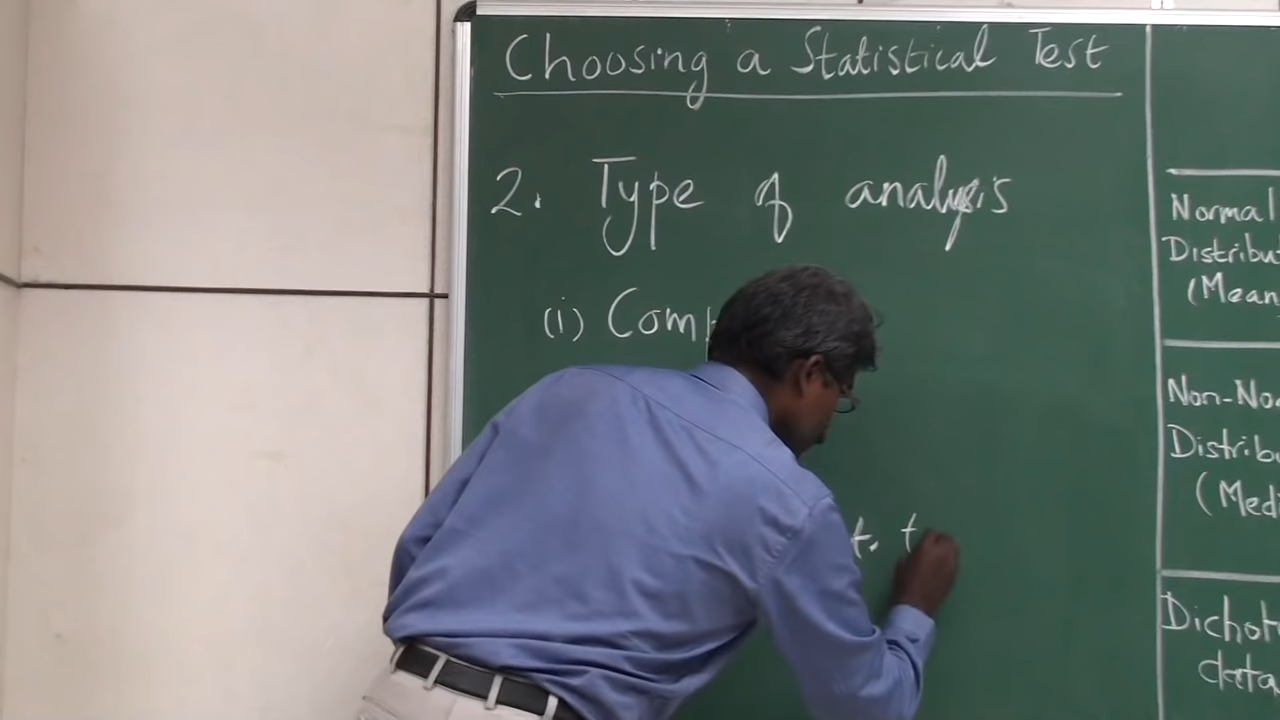 Choosing a Statistical Test
2. Type of analysis
(i) Comp
t. t
Normal
Distribu
(Mean
Non-No
Distribu
(Medi
Dichot
data